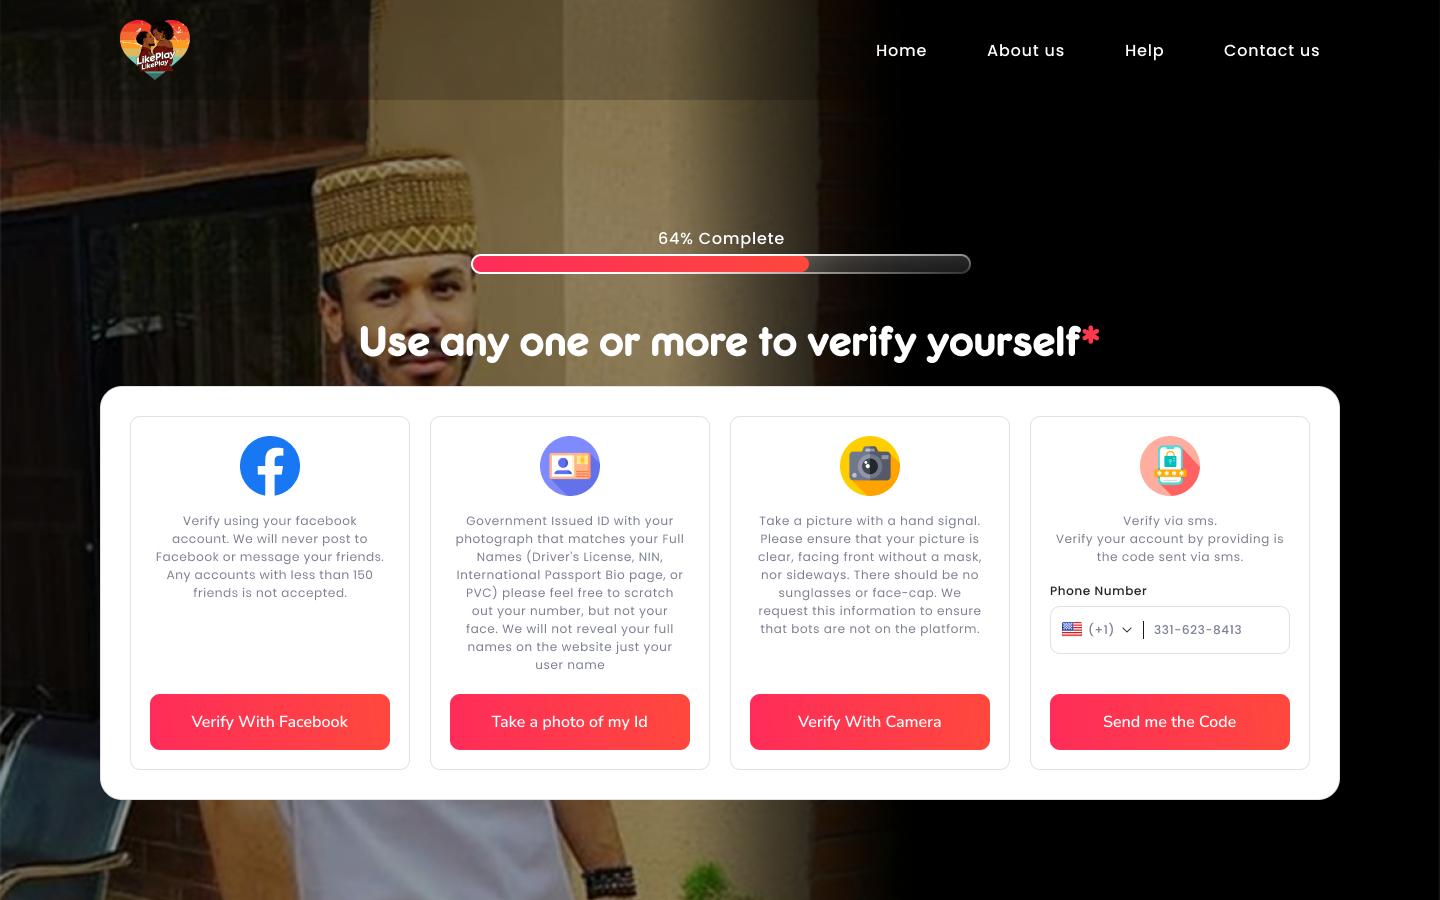 LikePlay
LikePlay
Home
About us
Help
Contact us
64% Complete
Use any one or more to verify yourself*
Verify using your facebook
account. We will never post to
Facebook or message your friends.
Any accounts with less than 150
friends is not accepted.
Verify With Facebook
Government Issued ID with your
photograph that matches your Full
Names (Driver's License, NIN,
International Passport Bio page, or
PVC) please feel free to scratch
out your number, but not your
face. We will not reveal your full
names on the website just your
user name
Take a photo of my Id
Take a picture with a hand signal.
Please ensure that your picture is
clear, facing front without a mask,
nor sideways. There should be no
sunglasses or face-cap. We
request this information to ensure
that bots are not on the platform.
Verify With Camera
Verify via sms.
Verify your account by providing is
the code sent via sms.
Phone Number
(+1)
331-623-8413
Send me the Code